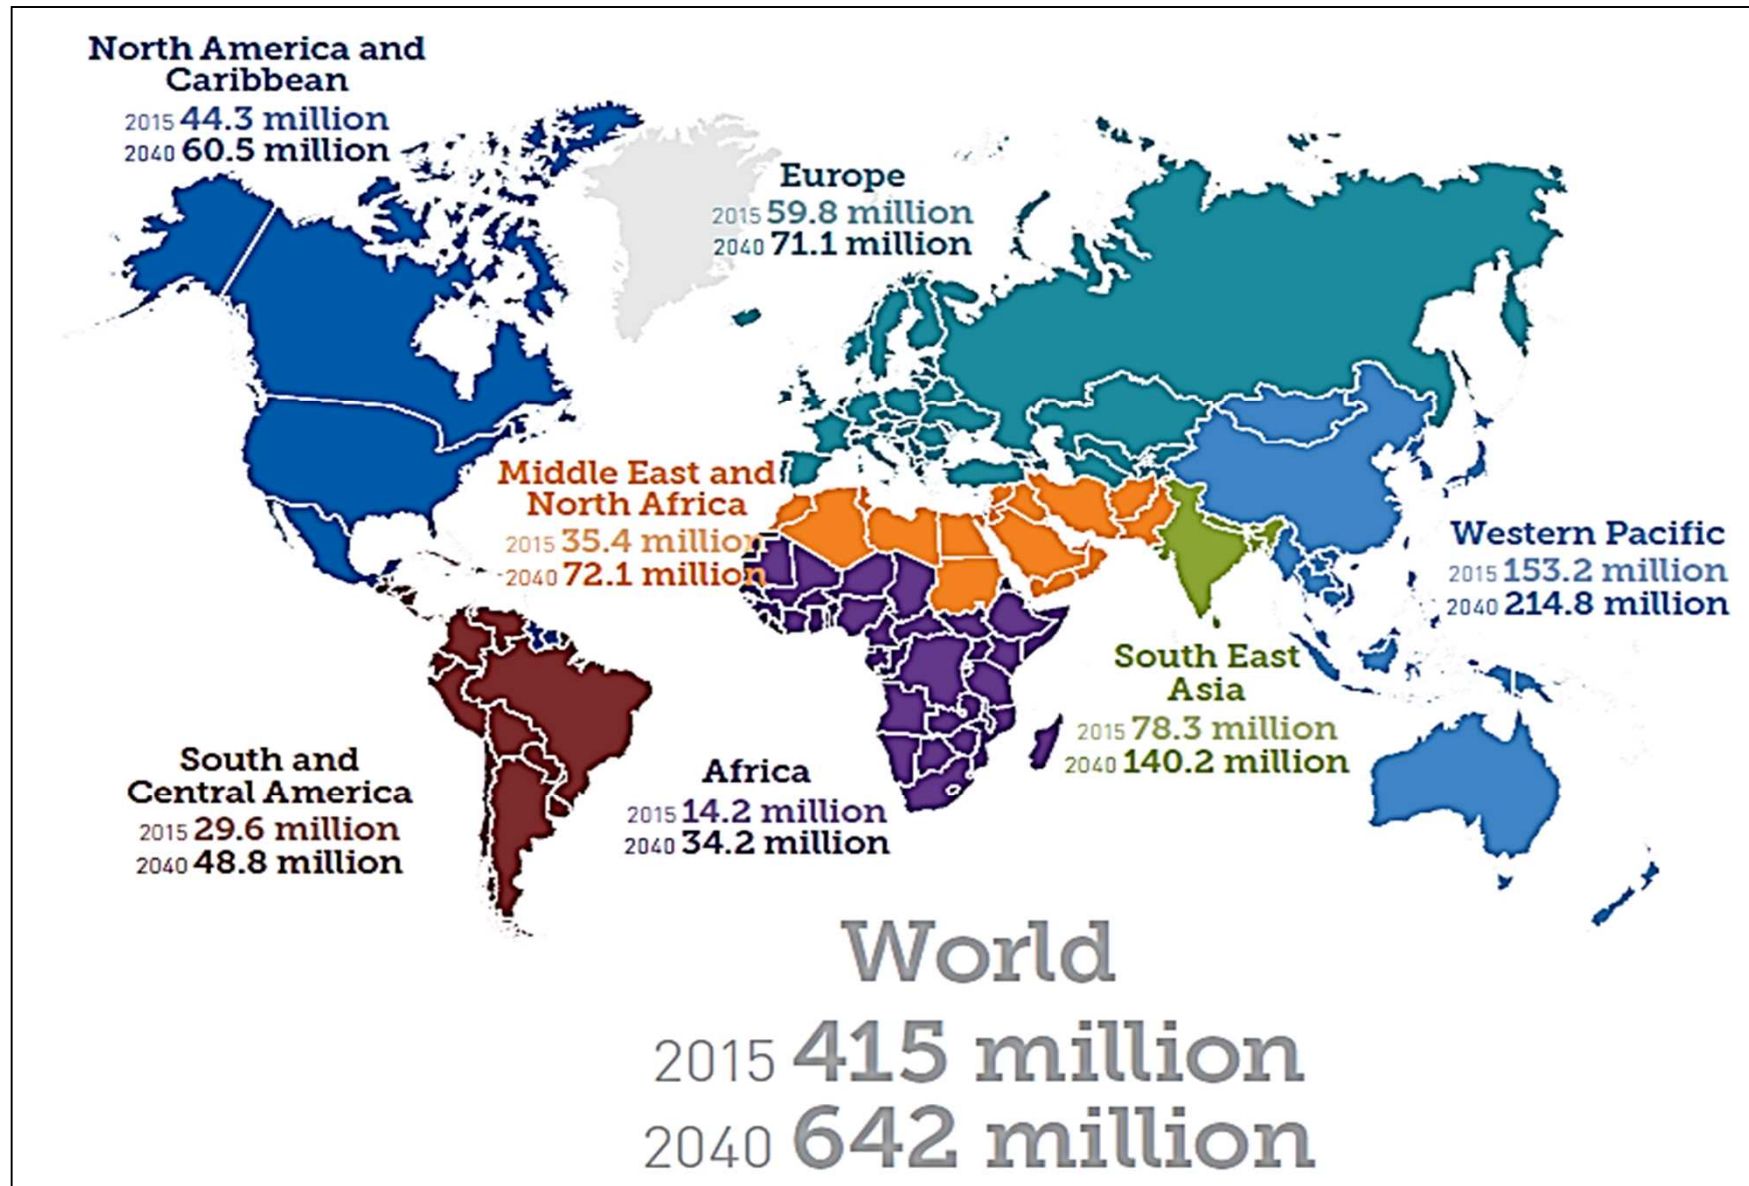 North America and
Caribbean
2015 44.3 million
2040 60.5 million
Europe
2015 59.8 million
2040 71.1 million
Middle East and
North Africa
2015 35.4 million
2040 72.1 million
Western Pacific
2015 153.2 million
2040 214.8 million
South East
Asia
2015 78.3 million
2040 140.2 million
South and
Central America
2015 29.6 million
2040 48.8 million
Africa
2015 14.2 million
2040 34.2 million
World
2015 415 million
2040 642 million